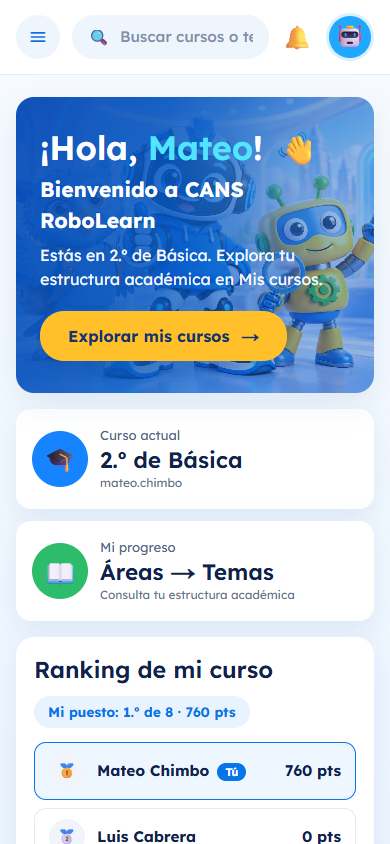 Buscar cursos o te
¡Hola, Mateo! 👋
Bienvenido a CANS
RoboLearn
Estás en 2.º de Básica. Explora tu
estructura académica en Mis cursos.
Explorar mis cursos →
Curso actual
2.º de Básica
mateo.chimbo
Mi progreso
Áreas → Temas
Consulta tu estructura académica
Ranking de mi curso
Mi puesto: 1.º de 8 · 760 pts
Mateo Chimbo Tú 760 pts
Luis Cabrera 0 pts